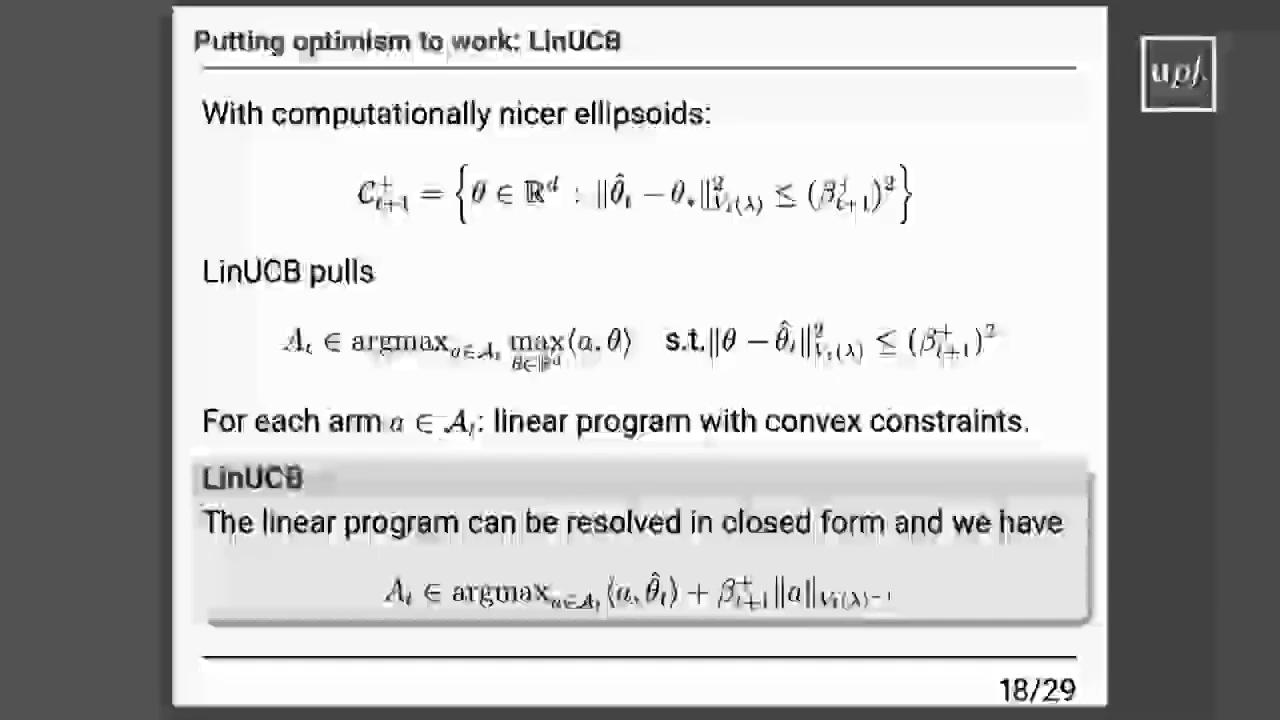 Putting optimism to work: LinUCB
upf.
With computationally nicer ellipsoids:
𝒞⁺ₜ₊₁ = {θ ∈ ℝᵈ : ‖θ̂ₜ − θ⋆‖²_{Vₜ(λ)} ≤ (β⁺ₜ₊₁)²}
LinUCB pulls
Aₜ ∈ argmax_{a∈𝒜ₜ} max_{θ∈ℝᵈ} ⟨a, θ⟩ s.t.‖θ − θ̂ₜ‖²_{Vₜ(λ)} ≤ (β⁺ₜ₊₁)²
For each arm a ∈ 𝒜ₜ: linear program with convex constraints.
LinUCB
The linear program can be resolved in closed form and we have
Aₜ ∈ argmax_{a∈𝒜ₜ} ⟨a, θ̂ₜ⟩ + β⁺ₜ₊₁‖a‖_{Vₜ(λ)⁻¹}
18/29